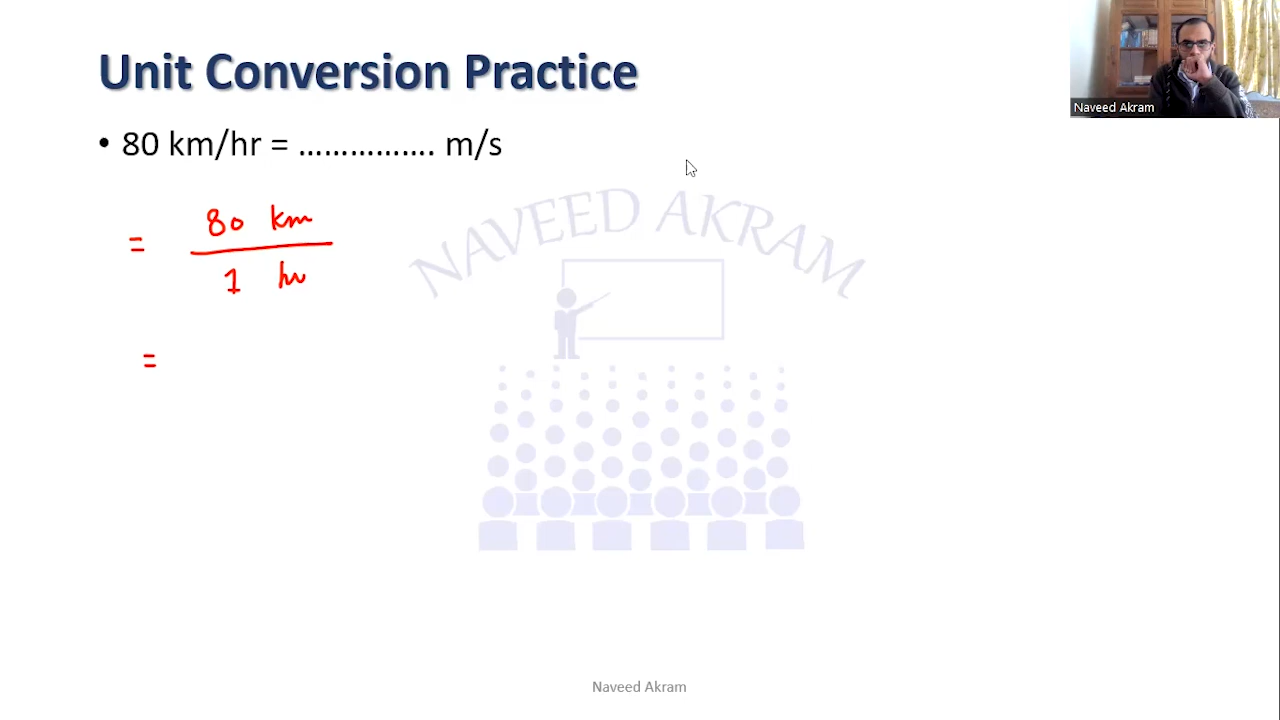 Unit Conversion Practice
Naveed Akram
• 80 km/hr = ................ m/s
= 80 km
1 hr
NAVEED AKRAM
=
Naveed Akram